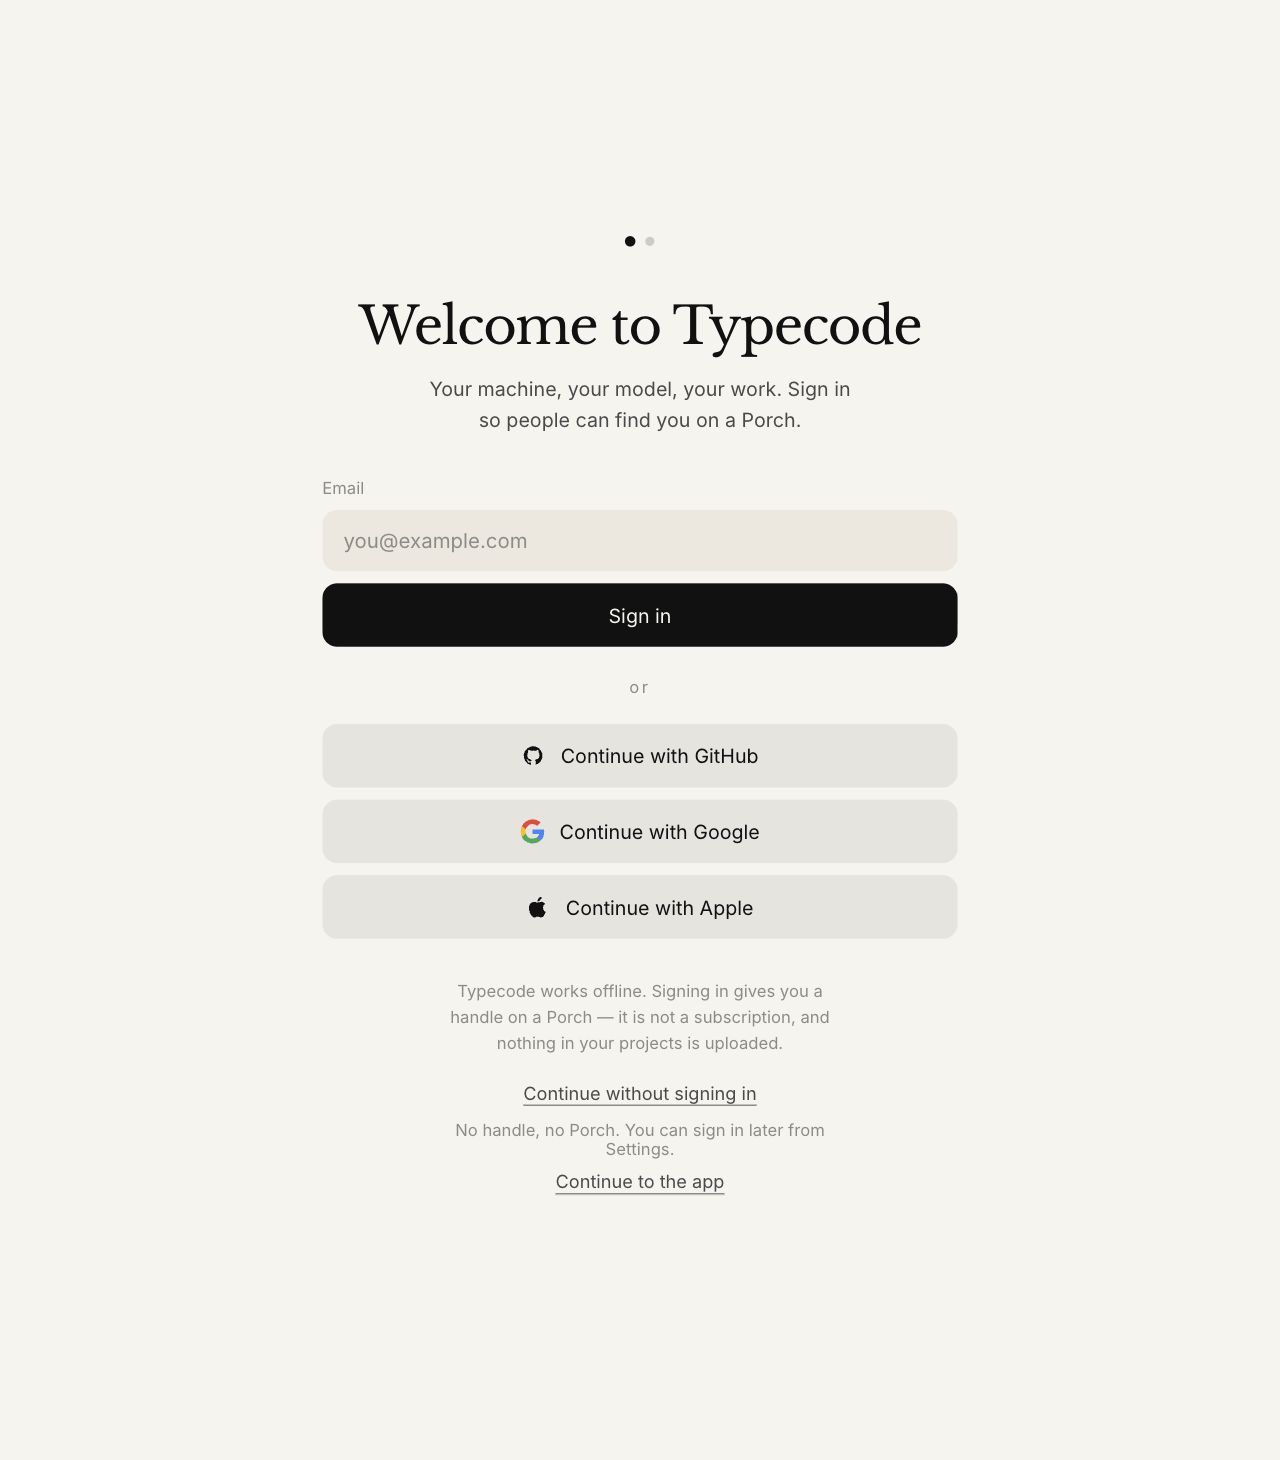 Welcome to Typecode
Your machine, your model, your work. Sign in
so people can find you on a Porch.
Email
you@example.com
Sign in
or
Continue with GitHub
Continue with Google
Continue with Apple
Typecode works offline. Signing in gives you a
handle on a Porch — it is not a subscription, and
nothing in your projects is uploaded.
Continue without signing in
No handle, no Porch. You can sign in later from
Settings.
Continue to the app